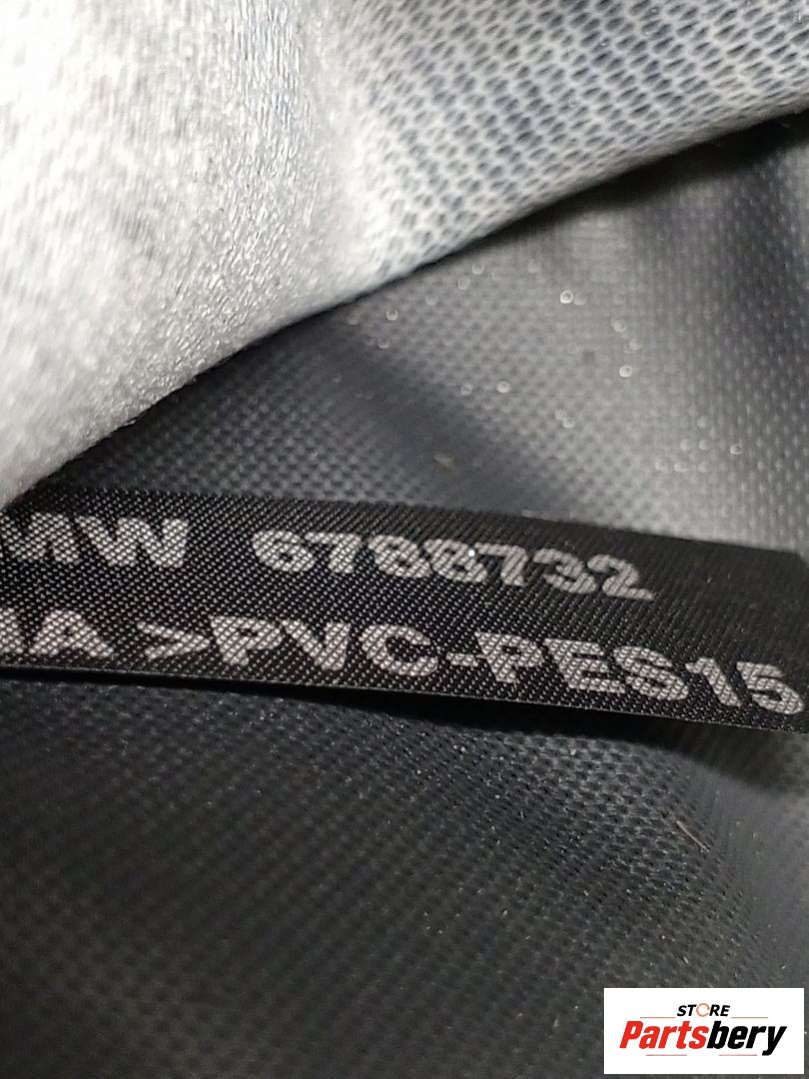 MW 6788732
A >PVC-PES15
STORE
Partsbery